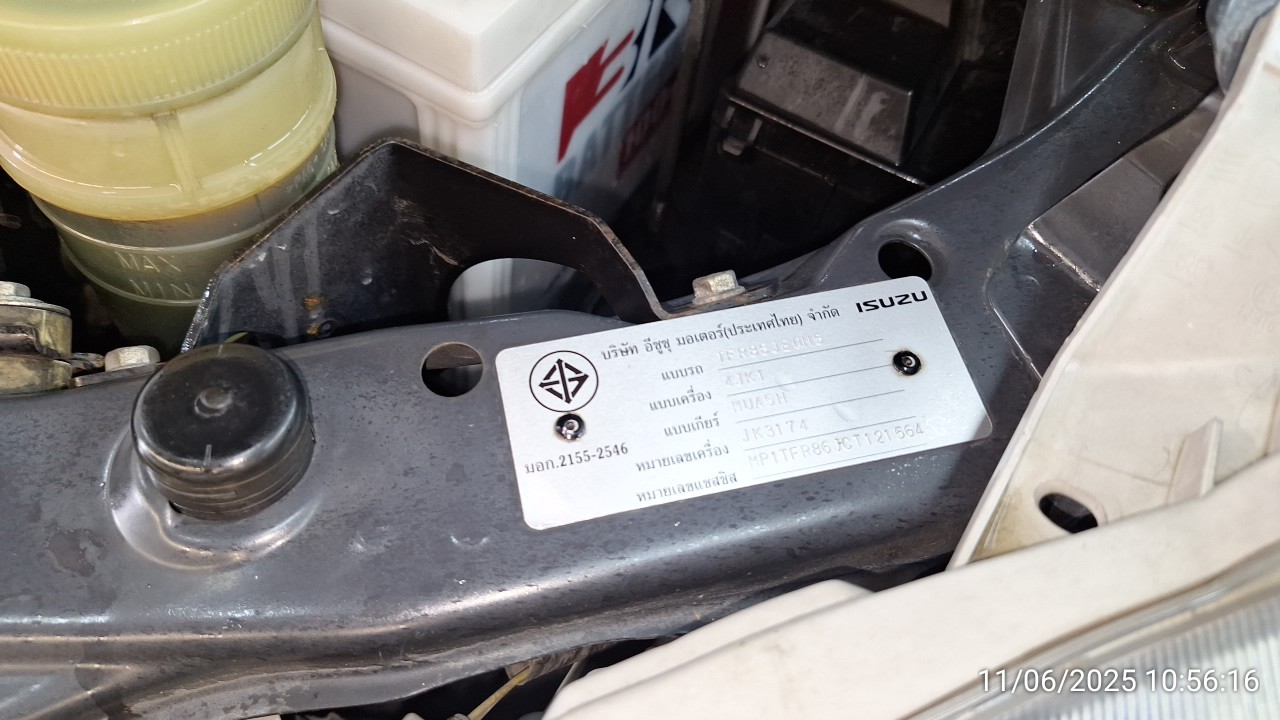 MAX
MIN
ISUZU
บริษัท อีซูซุ มอเตอร์(ประเทศไทย) จำกัด
แบบรถ
แบบเครื่อง 4JK1
แบบเกียร์ MUA5H
หมายเลขเครื่อง JK3174
หมายเลขแชสซิส MP1TFR86JCT121564
มอก.2155-2546
11/06/2025 10:56:16